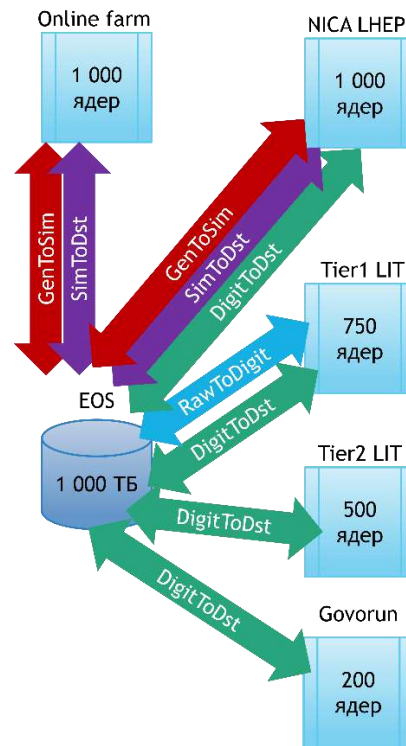 Online farm
1 000
ядер
NICA LHEP
1 000
ядер
GenToSim
SimToDst
GenToSim
SimToDst
DigitToDst
Tier1 LIT
750
ядер
RawToDigit
DigitToDst
EOS
1 000 ТБ
Tier2 LIT
500
ядер
DigitToDst
Govorun
200
ядер
DigitToDst